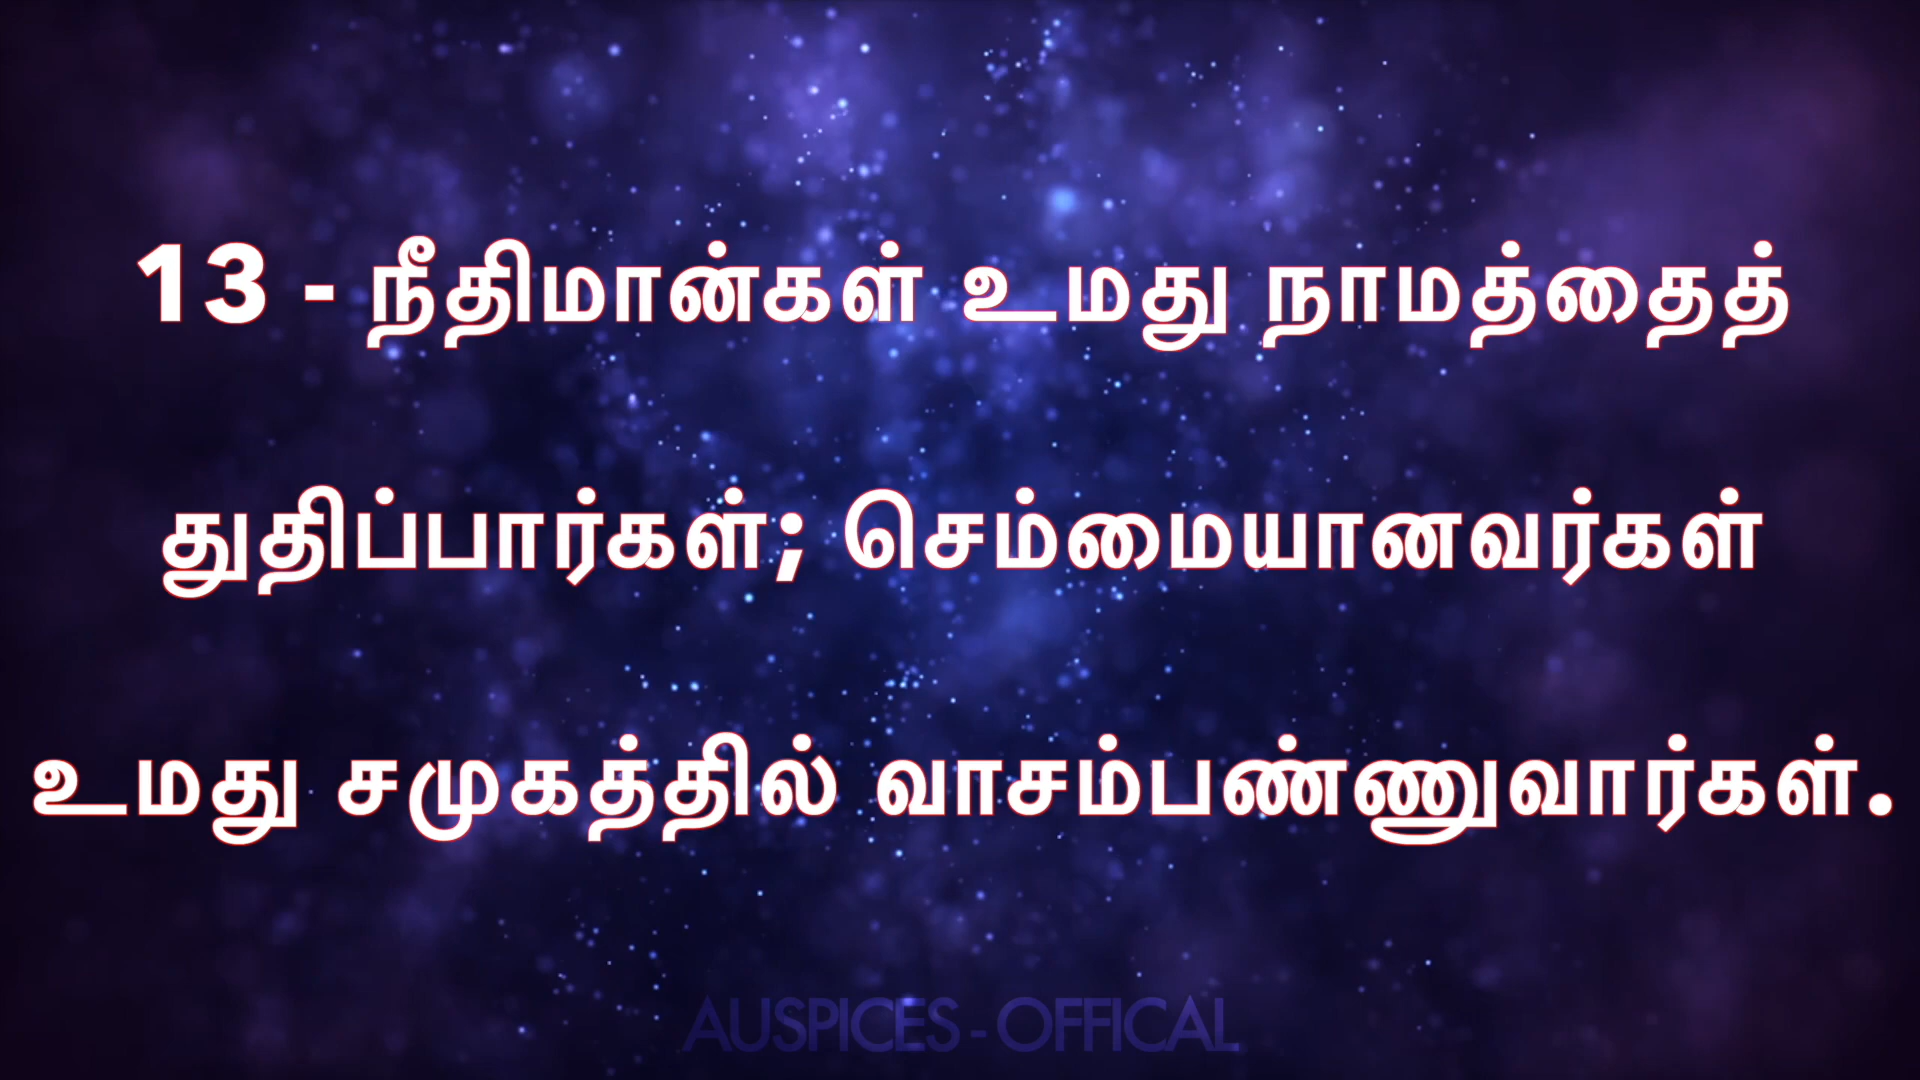 13 - நீதிமான்கள் உமது நாமத்தைத்
துதிப்பார்கள்; செம்மையானவர்கள்
உமது சமுகத்தில் வாசம்பண்ணுவார்கள்.
AUSPICES - OFFICAL